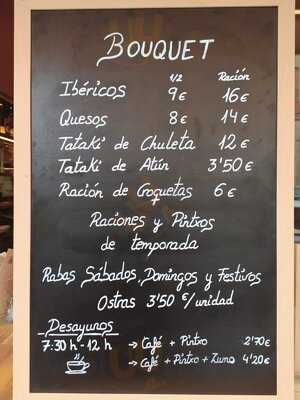 BOUQUET
1/2 Ración
Ibéricos 9€ 16€
Quesos 8€ 14€
Tataki de Chuleta 12€
Tataki de Atún 3'50€
Ración de Croquetas 6€
Raciones y Pintxos
de temporada
Rabas Sábados, Domingos y Festivos
Ostras 3'50€/unidad
Desayunos
7:30h-12h → Café + Pintxo 2'70€
→ Café + Pintxo + Zumo 4'20€